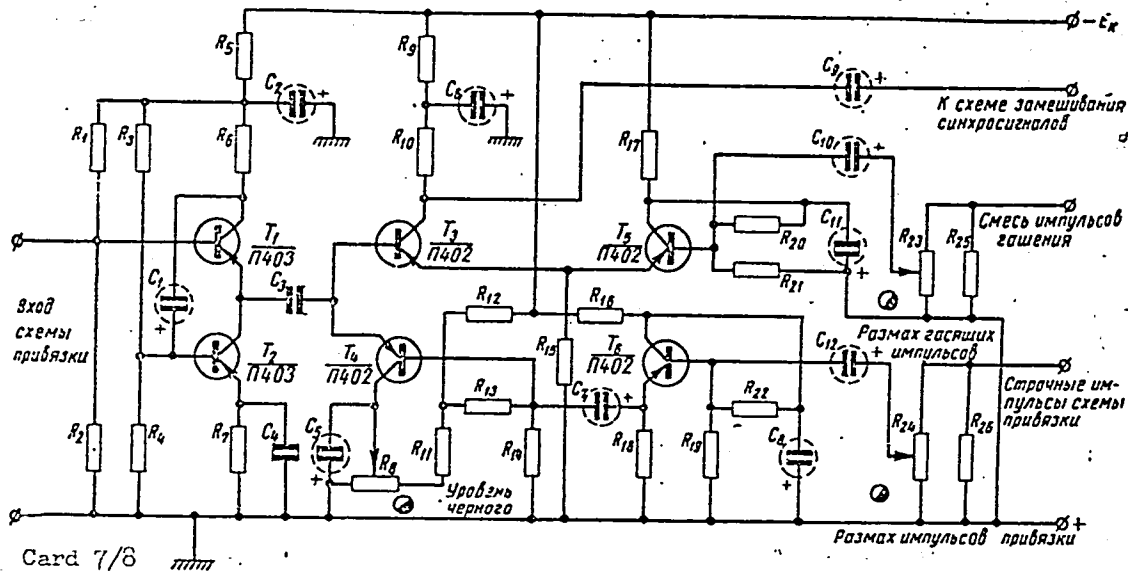 R5
C2 +
R1
R3
R6
R9
C6 +
R10
R17
- Eк
C9 +
К схеме замешивания
синхросигналов
C10 +
Смесь импульсов
гашения
R20
C11
+
R21
R23
R25
Размах гасящих
импульсов
T1
П403
T3
П402
T5
П402
Вход
схемы
привязки
C1
+
C3
R12
R16
R15
T2
П403
T4
П402
T6
П402
C12
+
Строчные им-
пульсы схемы
привязки
R13
C7
+
R22
R2
R4
R7
C4
C5
+
R8
R11
R14
R18
R19
C8
+
R24
R26
Уровень
черного
Размах импульсов привязки
+
Card 7/8